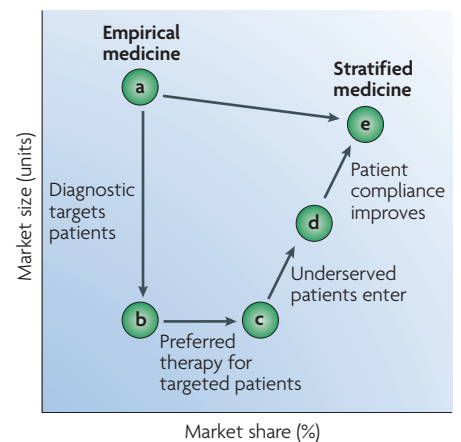 Empirical
medicine
a
Stratified
medicine
e
Market size (units)
Diagnostic
targets
patients
Patient
compliance
improves
d
Underserved
patients enter
b
c
Preferred
therapy for
targeted patients
Market share (%)